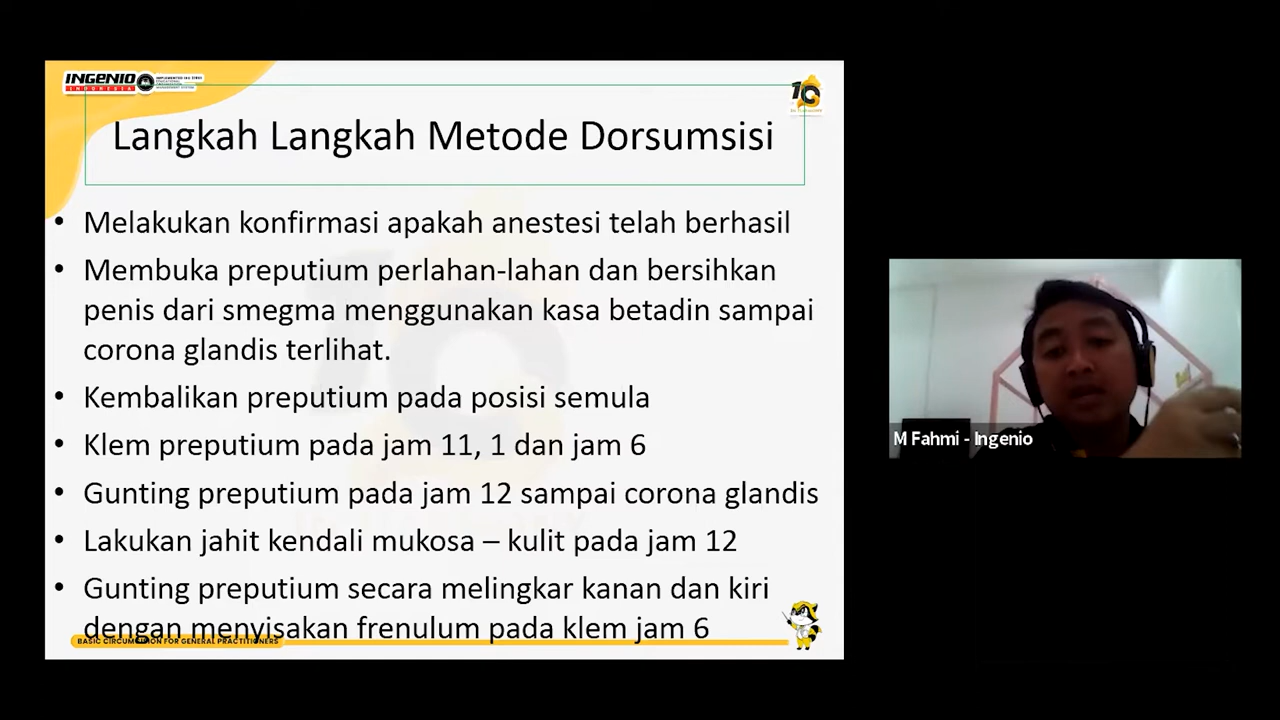 INGENIO
INDONESIA
Langkah Langkah Metode Dorsumsisi
• Melakukan konfirmasi apakah anestesi telah berhasil
• Membuka preputium perlahan-lahan dan bersihkan
penis dari smegma menggunakan kasa betadin sampai
corona glandis terlihat.
• Kembalikan preputium pada posisi semula
• Klem preputium pada jam 11, 1 dan jam 6
• Gunting preputium pada jam 12 sampai corona glandis
• Lakukan jahit kendali mukosa – kulit pada jam 12
• Gunting preputium secara melingkar kanan dan kiri
dengan menyisakan frenulum pada klem jam 6
BASIC CIRCUMCISION FOR GENERAL PRACTITIONERS
M Fahmi - Ingenio